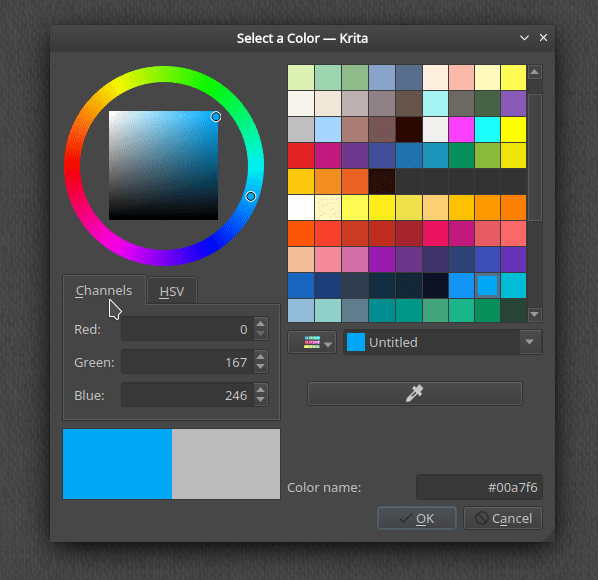 Select a Color — Krita
Channels
HSV
Red: 0
Green: 167
Blue: 246
Untitled
Color name: #00a7f6
OK
Cancel